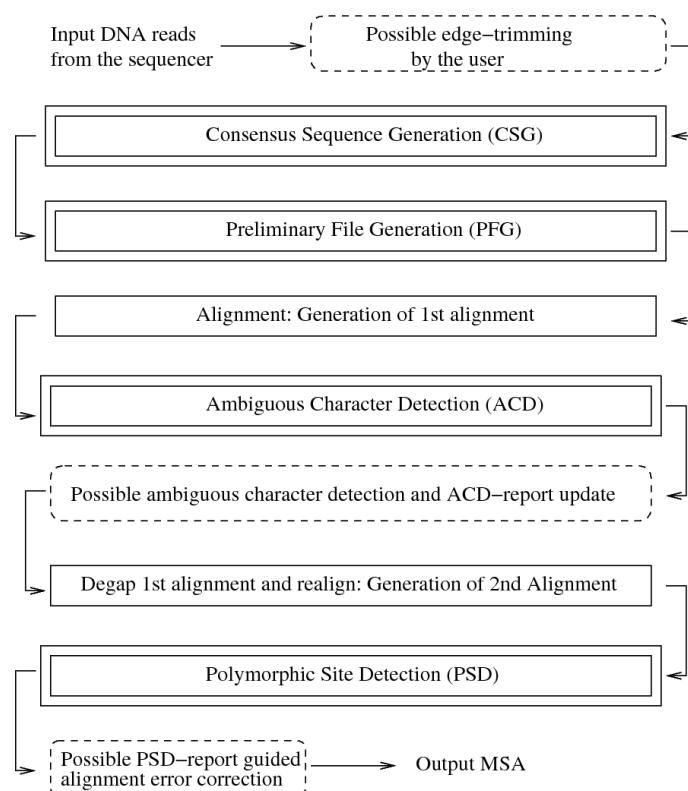 Input DNA reads
from the sequencer
Possible edge−trimming
by the user
Consensus Sequence Generation (CSG)
Preliminary File Generation (PFG)
Alignment: Generation of 1st alignment
Ambiguous Character Detection (ACD)
Possible ambiguous character detection and ACD−report update
Degap 1st alignment and realign: Generation of 2nd Alignment
Polymorphic Site Detection (PSD)
Possible PSD−report guided
alignment error correction
Output MSA